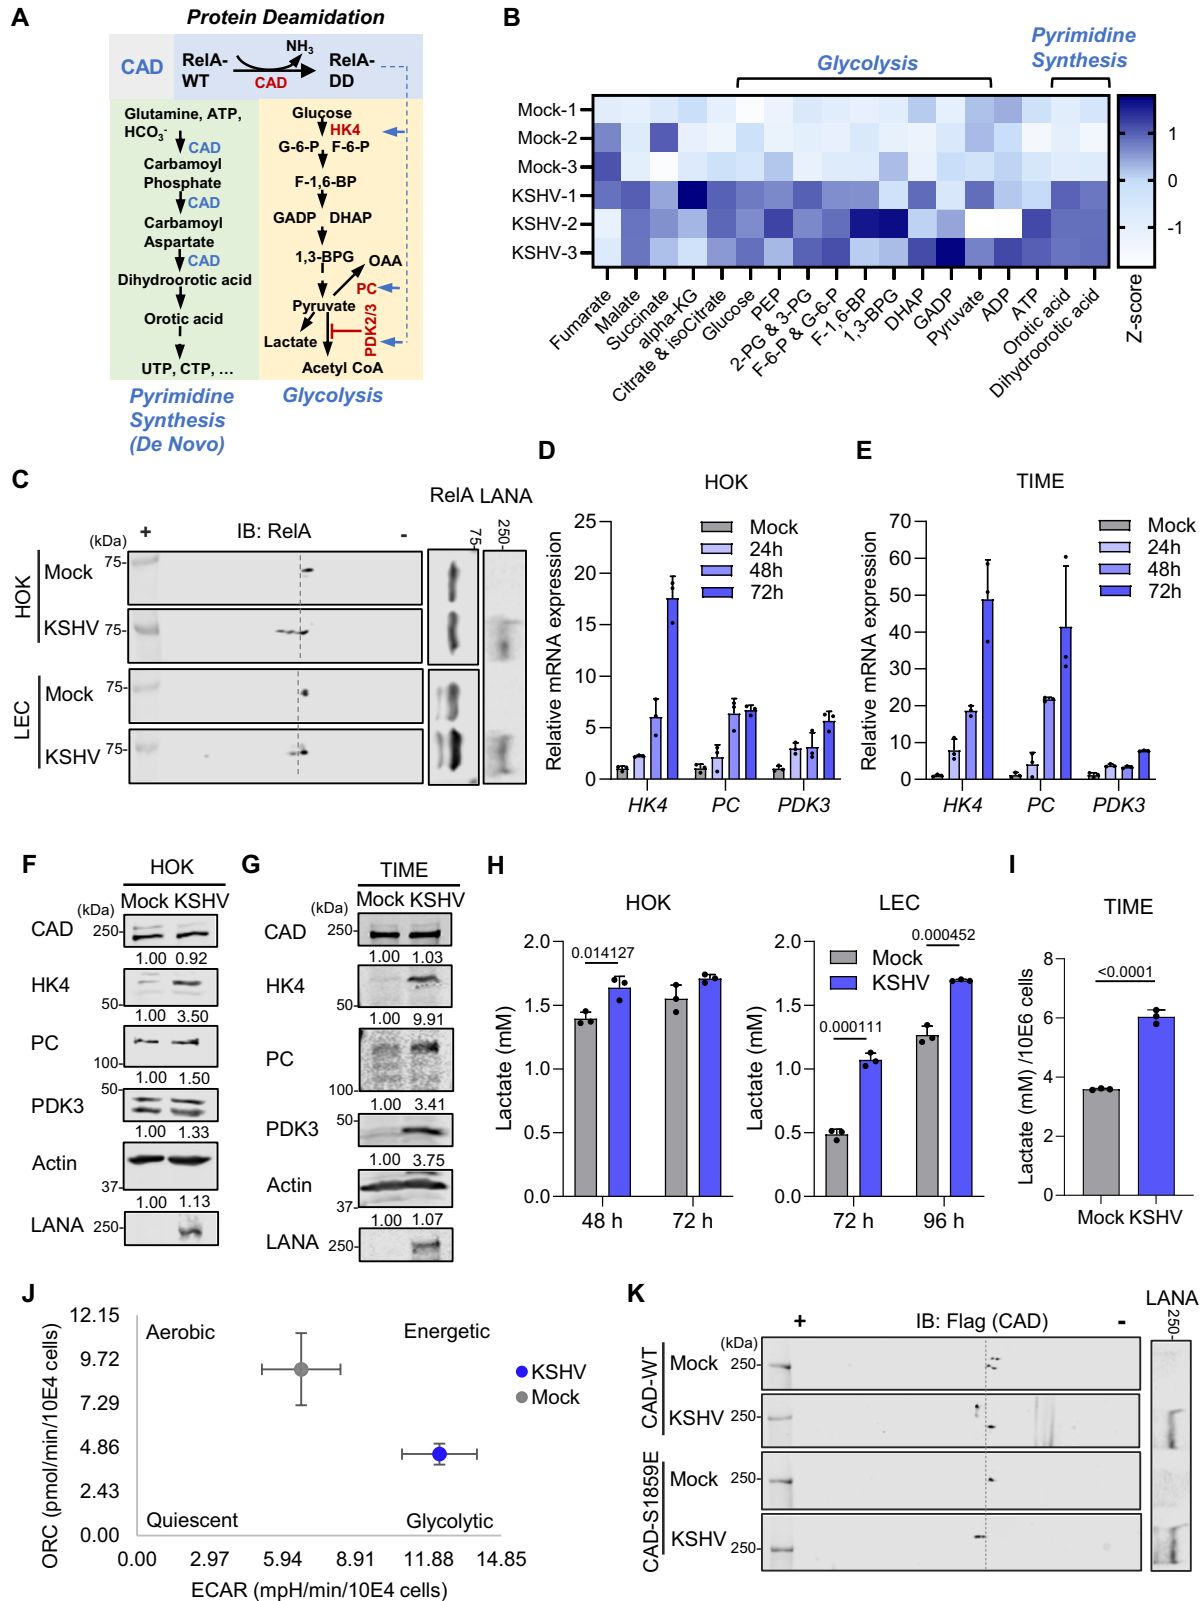 A
Protein Deamidation
CAD
RelA-
WT
NH3
CAD
RelA-
DD
Glutamine, ATP,
HCO3-
CAD
Carbamoyl
Phosphate
CAD
Carbamoyl
Aspartate
CAD
Dihydroorotic acid
Orotic acid
UTP, CTP, ...
Pyrimidine
Synthesis
(De Novo)
Glucose
HK4
G-6-P F-6-P
F-1,6-BP
GADP DHAP
1,3-BPG
OAA
PC
Pyruvate
PDK2/3
Lactate
Acetyl CoA
Glycolysis
B
Glycolysis
Pyrimidine
Synthesis
Mock-1
Mock-2
Mock-3
KSHV-1
KSHV-2
KSHV-3
Fumarate
Malate
Succinate
alpha-KG
Citrate & isoCitrate
Glucose
PEP
2-PG & 3-PG
F-6-P & G-6-P
F-1,6-BP
1,3-BPG
DHAP
GADP
Pyruvate
ADP
ATP
Orotic acid
Dihydroorotic acid
1
0
-1
Z-score
C
+ IB: RelA -
(kDa)
RelA LANA
75-
250-
HOK
Mock
75-
KSHV
75-
LEC
Mock
75-
KSHV
75-
D
HOK
Relative mRNA expression
25
20
15
10
5
0
Mock
24h
48h
72h
HK4 PC PDK3
E
TIME
Relative mRNA expression
70
60
50
40
30
20
10
0
Mock
24h
48h
72h
HK4 PC PDK3
F
HOK
(kDa)
Mock KSHV
CAD
250-
1.00 0.92
HK4
50-
1.00 3.50
PC
100-
1.00 1.50
50-
PDK3
1.00 1.33
Actin
37-
1.00 1.13
LANA
250-
G
TIME
(kDa)
Mock KSHV
CAD
250-
1.00 1.03
HK4
50-
1.00 9.91
PC
100-
1.00 3.41
50-
PDK3
1.00 3.75
Actin
37-
1.00 1.07
LANA
250-
H
HOK
Lactate (mM)
2.0
1.5
1.0
0.5
0.0
0.014127
48 h 72 h
LEC
Lactate (mM)
2.0
1.5
1.0
0.5
0.0
0.000452
Mock
KSHV
0.000111
72 h 96 h
I
TIME
Lactate (mM) /10E6 cells
8
6
4
2
0
<0.0001
Mock KSHV
J
ORC (pmol/min/10E4 cells)
12.15
9.72
7.29
4.86
2.43
0.00
Aerobic
Energetic
Quiescent
Glycolytic
KSHV
Mock
0.00 2.97 5.94 8.91 11.88 14.85
ECAR (mpH/min/10E4 cells)
K
+ IB: Flag (CAD) -
(kDa)
LANA
250-
CAD-WT
Mock
250-
KSHV
250-
CAD-S1859E
Mock
250-
KSHV
250-